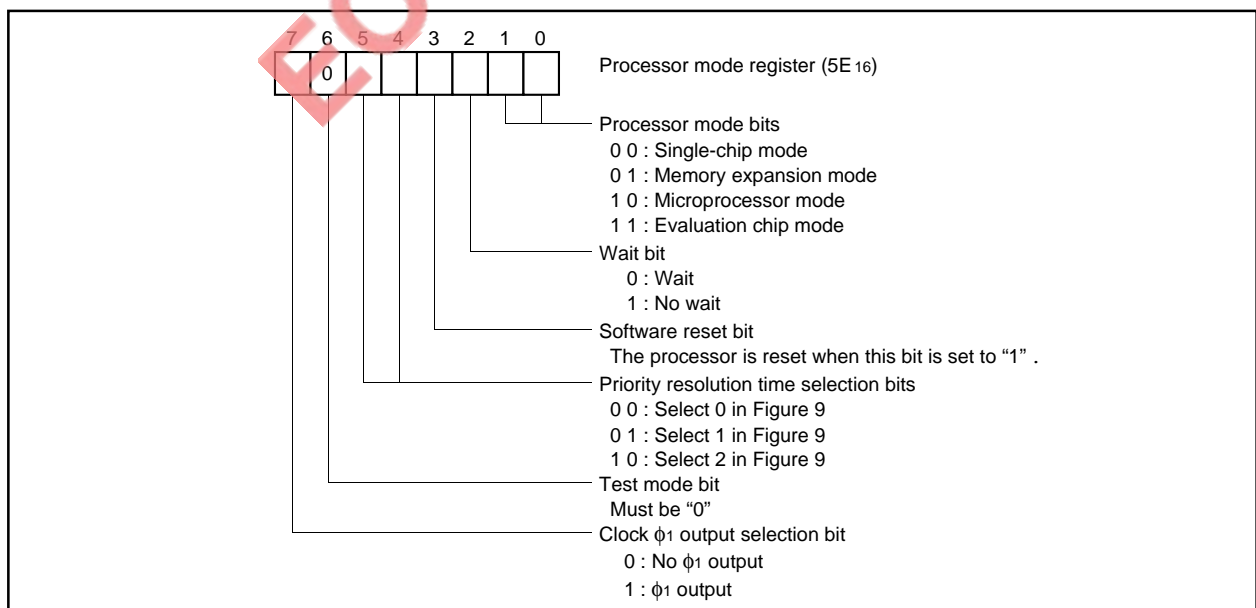 7 6 5 4 3 2 1 0
0
Processor mode register (5E16)
Processor mode bits
0 0 : Single-chip mode
0 1 : Memory expansion mode
1 0 : Microprocessor mode
1 1 : Evaluation chip mode
Wait bit
0 : Wait
1 : No wait
Software reset bit
The processor is reset when this bit is set to “1” .
Priority resolution time selection bits
0 0 : Select 0 in Figure 9
0 1 : Select 1 in Figure 9
1 0 : Select 2 in Figure 9
Test mode bit
Must be “0”
Clock ϕ1 output selection bit
0 : No ϕ1 output
1 : ϕ1 output